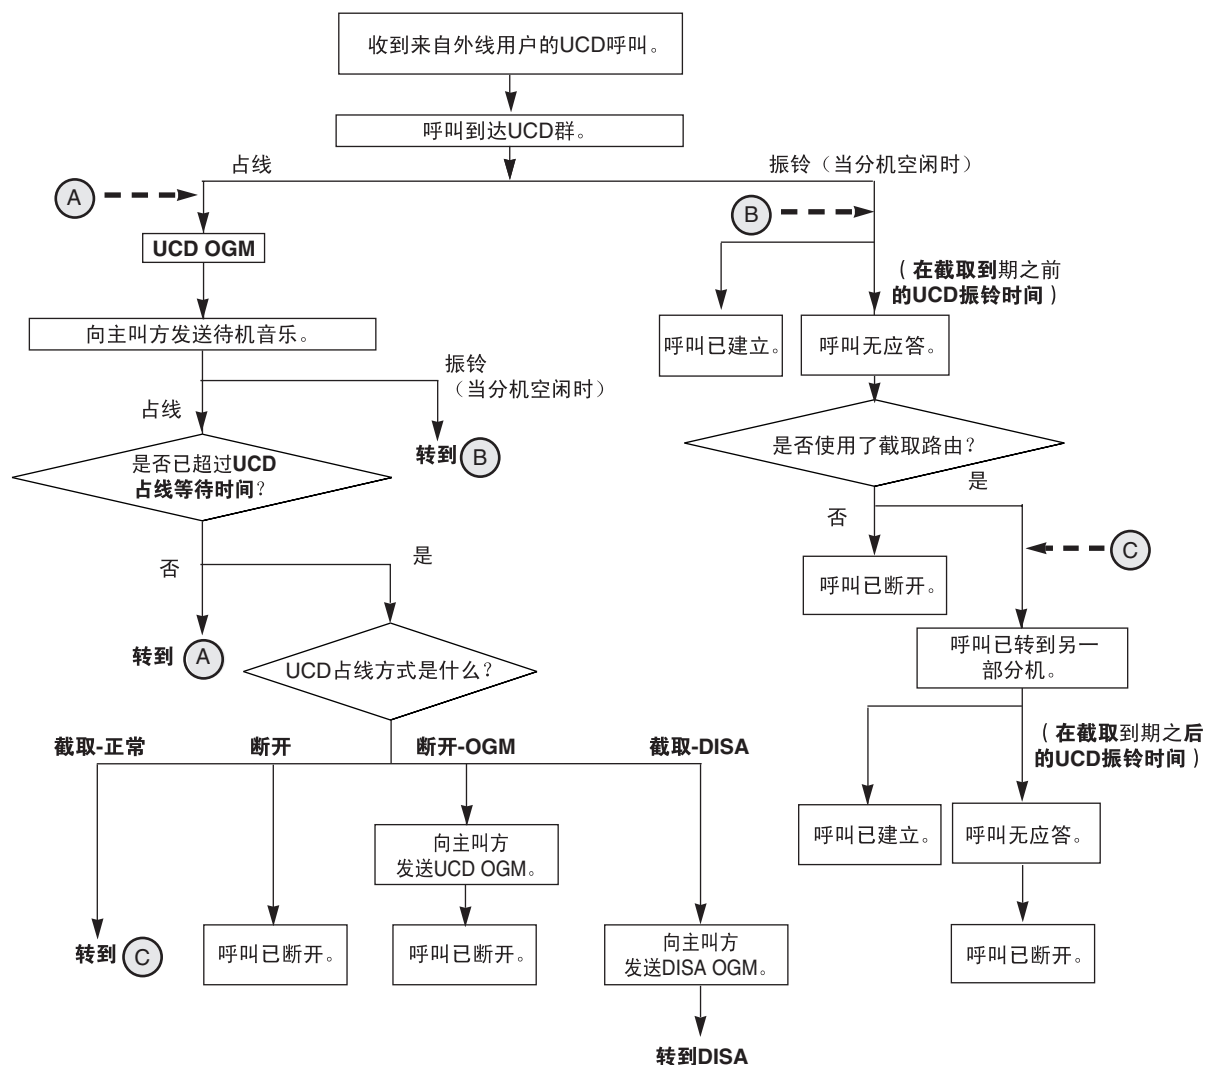 收到来自外线用户的UCD呼叫。
呼叫到达UCD群。
占线
振铃（当分机空闲时）
A
B
UCD OGM
（在截取到期之前
的UCD振铃时间）
向主叫方发送待机音乐。
呼叫已建立。
呼叫无应答。
振铃
（当分机空闲时）
占线
转到 B
是否使用了截取路由？
是否已超过UCD
占线等待时间？
是
否
C
否
是
呼叫已断开。
转到 A
UCD占线方式是什么？
呼叫已转到另一
部分机。
截取-正常
断开
断开-OGM
截取-DISA
（在截取到期之后
的UCD振铃时间）
向主叫方
发送UCD OGM。
呼叫已建立。
呼叫无应答。
转到 C
呼叫已断开。
呼叫已断开。
向主叫方
发送DISA OGM。
呼叫已断开。
转到DISA